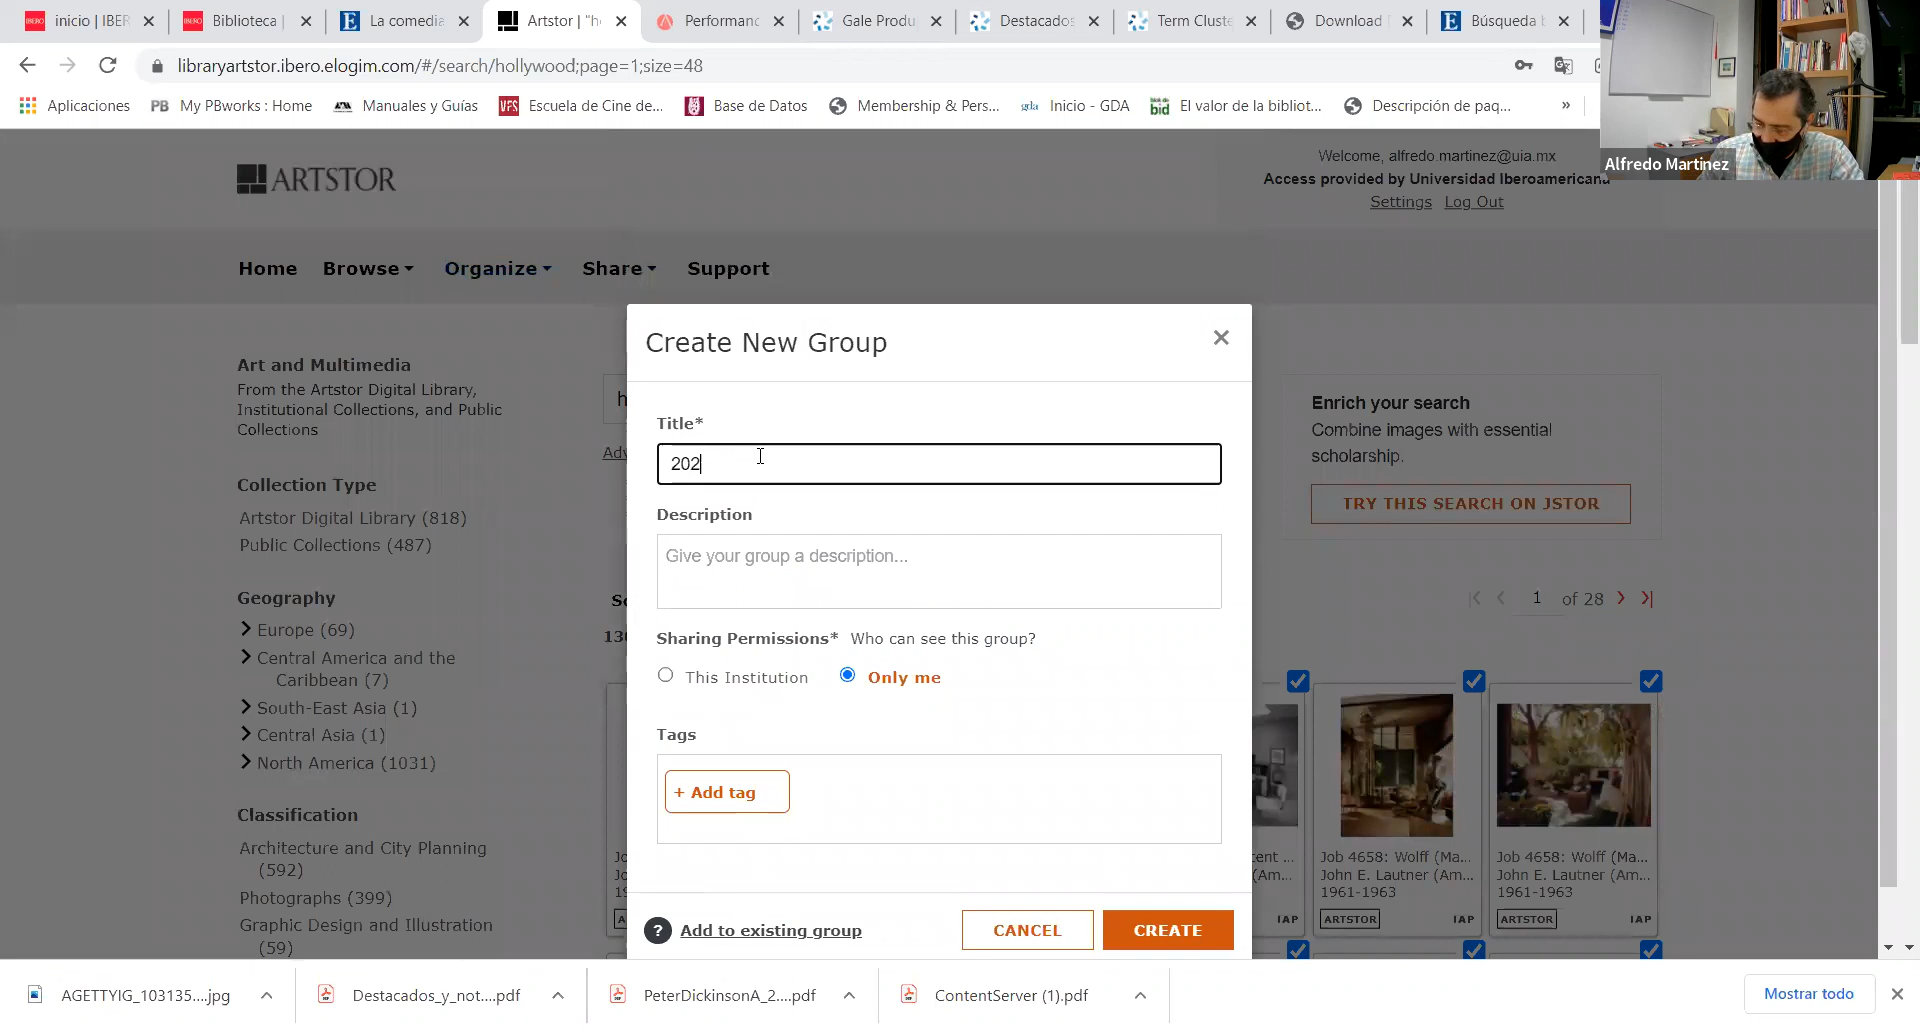 inicio | IBER
Biblioteca |
La comedia
Artstor | "h
Performanc
Gale Produ
Destacados
Term Cluste
Download
Búsqueda b
libraryartstor.ibero.elogim.com/#/search/hollywood;page=1;size=48
Aplicaciones
PB My PBworks : Home
Manuales y Guías
Escuela de Cine de...
Base de Datos
Membership & Pers...
gda Inicio - GDA
El valor de la bibliot...
Descripción de paq...
»
Alfredo Martinez
ARTSTOR
Welcome, alfredo.martinez@uia.mx
Access provided by Universidad Iberoamericana
Settings Log Out
Home Browse Organize Share Support
Art and Multimedia
From the Artstor Digital Library,
Institutional Collections, and Public
Collections
Collection Type
Artstor Digital Library (818)
Public Collections (487)
Geography
Europe (69)
Central America and the
Caribbean (7)
South-East Asia (1)
Central Asia (1)
North America (1031)
Classification
Architecture and City Planning
(592)
Photographs (399)
Graphic Design and Illustration
(59)
Create New Group
Title*
202
Description
Give your group a description...
Sharing Permissions* Who can see this group?
This Institution Only me
Tags
+ Add tag
? Add to existing group
CANCEL CREATE
Enrich your search
Combine images with essential
scholarship.
TRY THIS SEARCH ON JSTOR
1 of 28
Job 4658: Wolff (Ma...
John E. Lautner (Am...
1961-1963
ARTSTOR IAP
Job 4658: Wolff (Ma...
John E. Lautner (Am...
1961-1963
ARTSTOR IAP
AGETTYIG_103135....jpg
Destacados_y_not....pdf
PeterDickinsonA_2....pdf
ContentServer (1).pdf
Mostrar todo